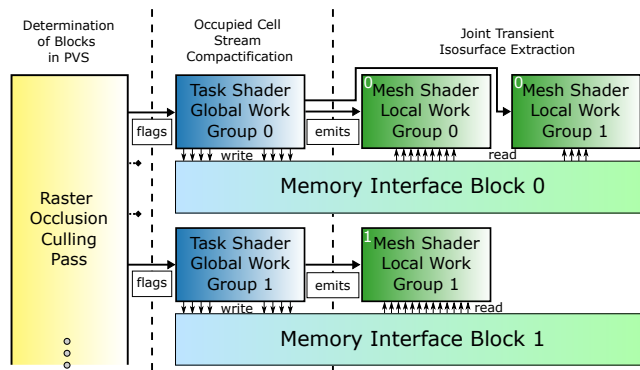 Determination
of Blocks
in PVS
Occupied Cell
Stream
Compactification
Joint Transient
Isosurface Extraction
Raster
Occlusion
Culling
Pass
flags
Task Shader
Global Work
Group 0
emits
0
Mesh Shader
Local Work
Group 0
0
Mesh Shader
Local Work
Group 1
write
read
Memory Interface Block 0
flags
Task Shader
Global Work
Group 1
emits
1
Mesh Shader
Local Work
Group 1
write
read
Memory Interface Block 1